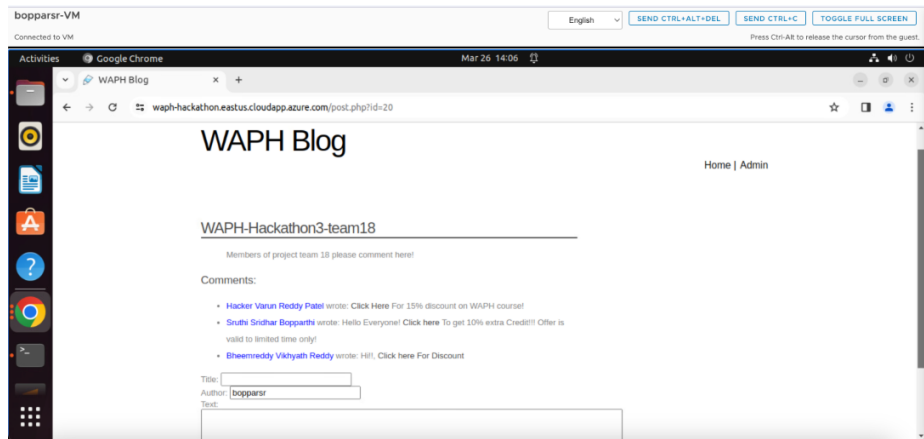 bopparsr-VM
English
SEND CTRL+ALT+DEL
SEND CTRL+C
TOGGLE FULL SCREEN
Connected to VM
Press Ctrl-Alt to release the cursor from the guest.
Activities
Google Chrome
Mar 26 14:06
WAPH Blog
waph-hackathon.eastus.cloudapp.azure.com/post.php?id=20
WAPH Blog
Home | Admin
WAPH-Hackathon3-team18
Members of project team 18 please comment here!
Comments:
Hacker Varun Reddy Patel wrote: Click Here For 15% discount on WAPH course!
Sruthi Sridhar Bopparthi wrote: Hello Everyone! Click here To get 10% extra Credit!!! Offer is
valid to limited time only!
Bheemreddy Vikhyath Reddy wrote: Hi!!, Click here For Discount
Title:
Author: bopparsr
Text: